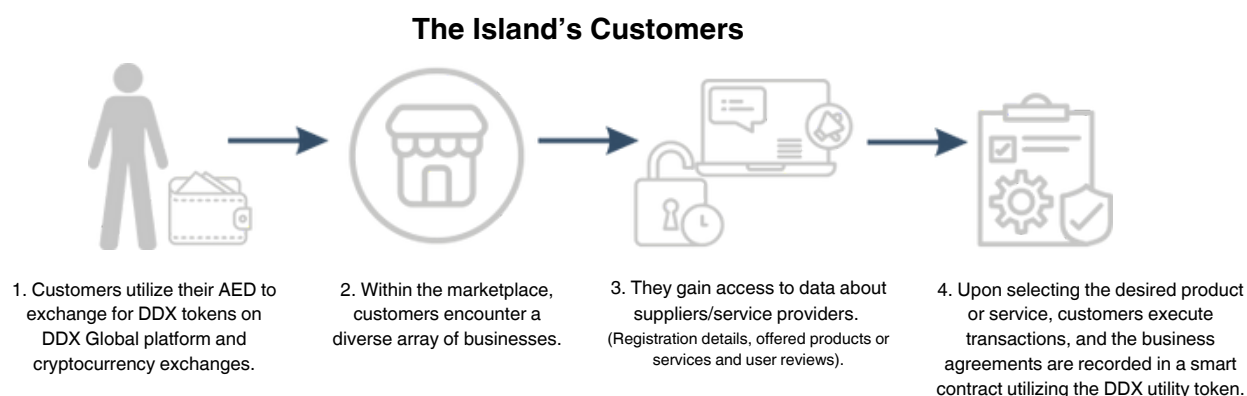 The Island's Customers
1. Customers utilize their AED to
exchange for DDX tokens on
DDX Global platform and
cryptocurrency exchanges.
2. Within the marketplace,
customers encounter a
diverse array of businesses.
3. They gain access to data about
suppliers/service providers.
(Registration details, offered products or
services and user reviews).
4. Upon selecting the desired product
or service, customers execute
transactions, and the business
agreements are recorded in a smart
contract utilizing the DDX utility token.